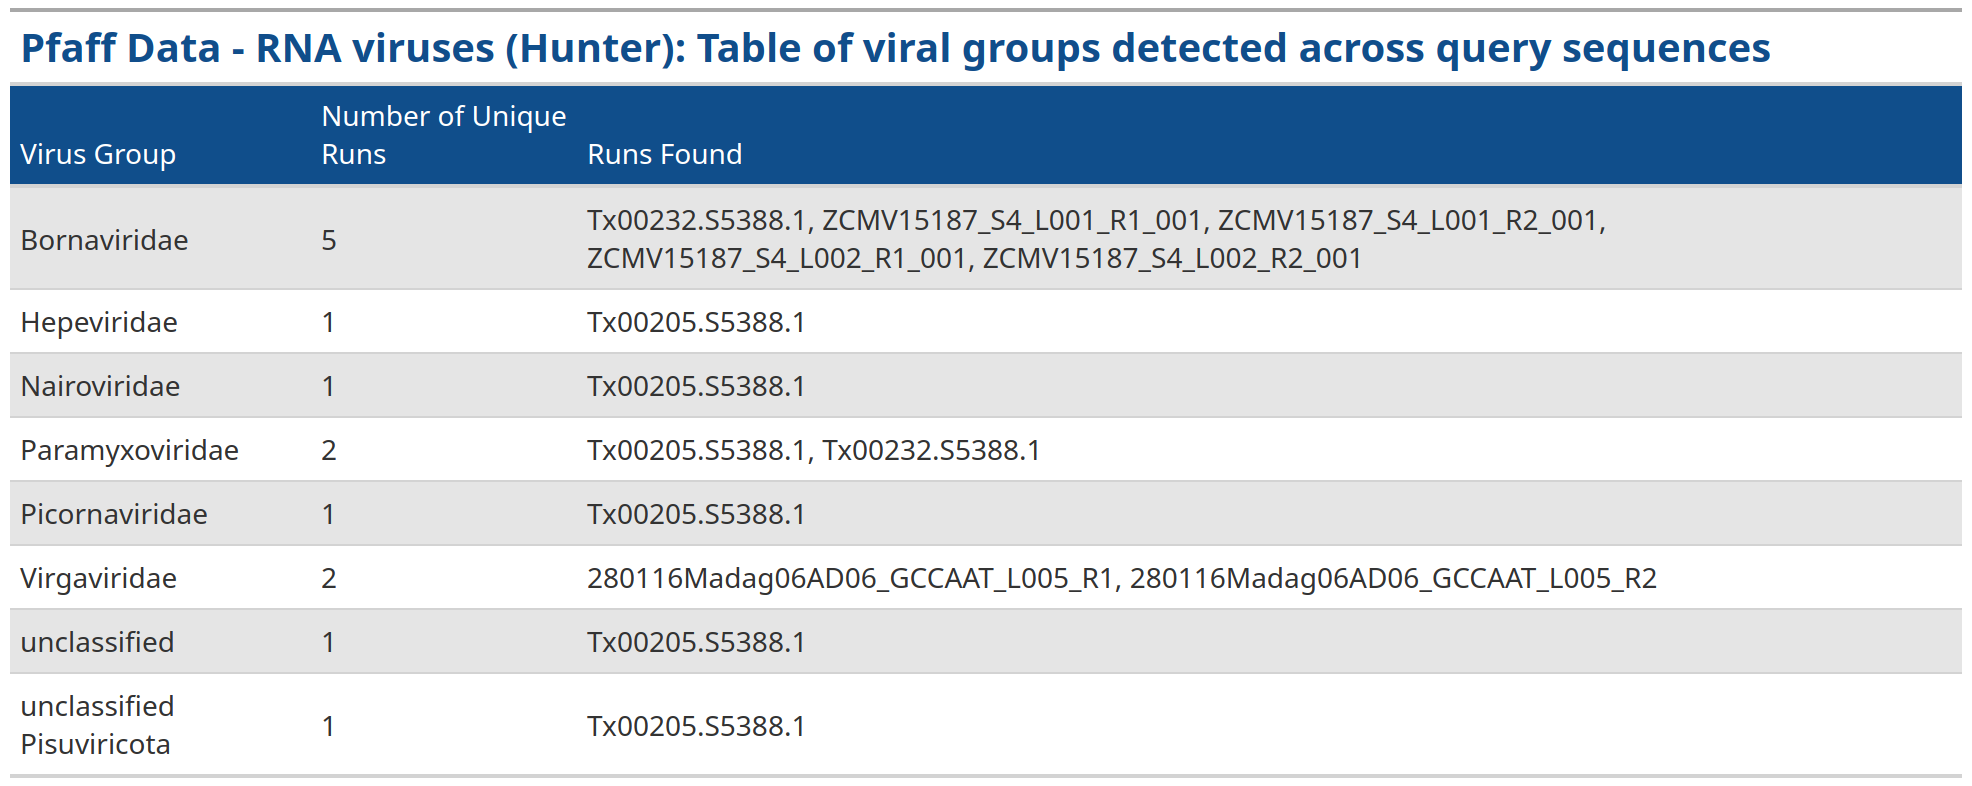 Pfaff Data - RNA viruses (Hunter): Table of viral groups detected across query sequences
Virus Group
Number of Unique
Runs
Runs Found
Bornaviridae
5
Tx00232.S5388.1, ZCMV15187_S4_L001_R1_001, ZCMV15187_S4_L001_R2_001,
ZCMV15187_S4_L002_R1_001, ZCMV15187_S4_L002_R2_001
Hepeviridae
1
Tx00205.S5388.1
Nairoviridae
1
Tx00205.S5388.1
Paramyxoviridae
2
Tx00205.S5388.1, Tx00232.S5388.1
Picornaviridae
1
Tx00205.S5388.1
Virgaviridae
2
280116Madag06AD06_GCCAAT_L005_R1, 280116Madag06AD06_GCCAAT_L005_R2
unclassified
1
Tx00205.S5388.1
unclassified
Pisuviricota
1
Tx00205.S5388.1